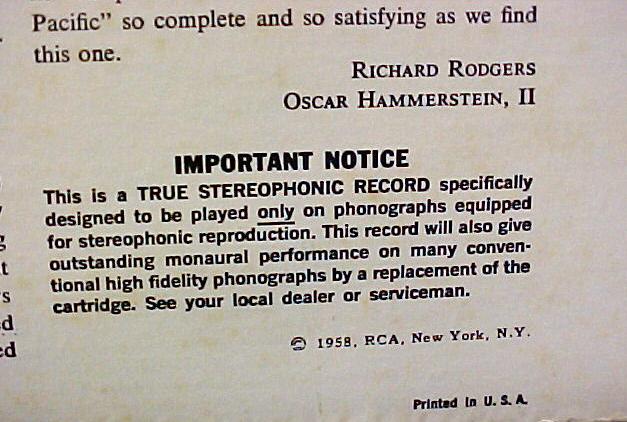 Pacific” so complete and so satisfying as we find
this one.
RICHARD RODGERS
OSCAR HAMMERSTEIN, II
IMPORTANT NOTICE
This is a TRUE STEREOPHONIC RECORD specifically
designed to be played only on phonographs equipped
for stereophonic reproduction. This record will also give
outstanding monaural performance on many conven-
tional high fidelity phonographs by a replacement of the
cartridge. See your local dealer or serviceman.
© 1958, RCA, New York, N.Y.
Printed in U. S. A.